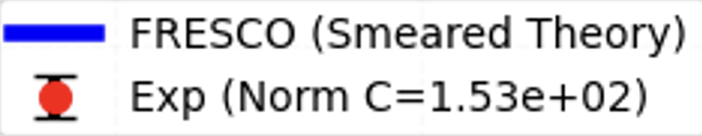 FRESCO (Smeared Theory)
Exp (Norm C=1.53e+02)